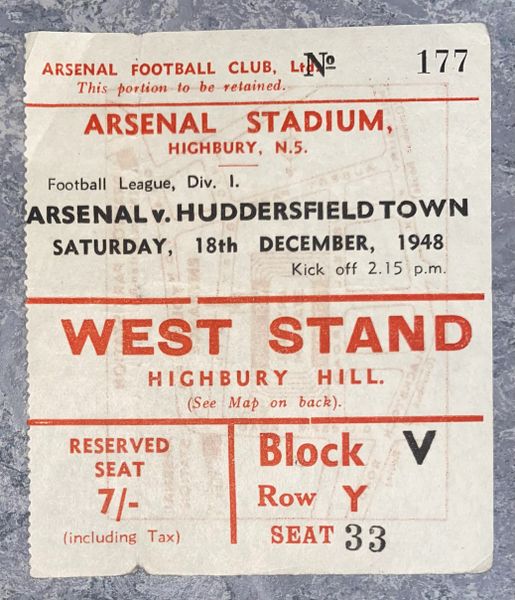 ARSENAL FOOTBALL CLUB, Ltd. № 177
This portion to be retained.
ARSENAL STADIUM,
HIGHBURY, N.5.
Football League, Div. I.
ARSENAL v. HUDDERSFIELD TOWN
SATURDAY, 18th DECEMBER, 1948
Kick off 2.15 p.m.
WEST STAND
HIGHBURY HILL.
(See Map on back).
RESERVED
SEAT
7/-
(including Tax)
Block V
Row Y
SEAT 33